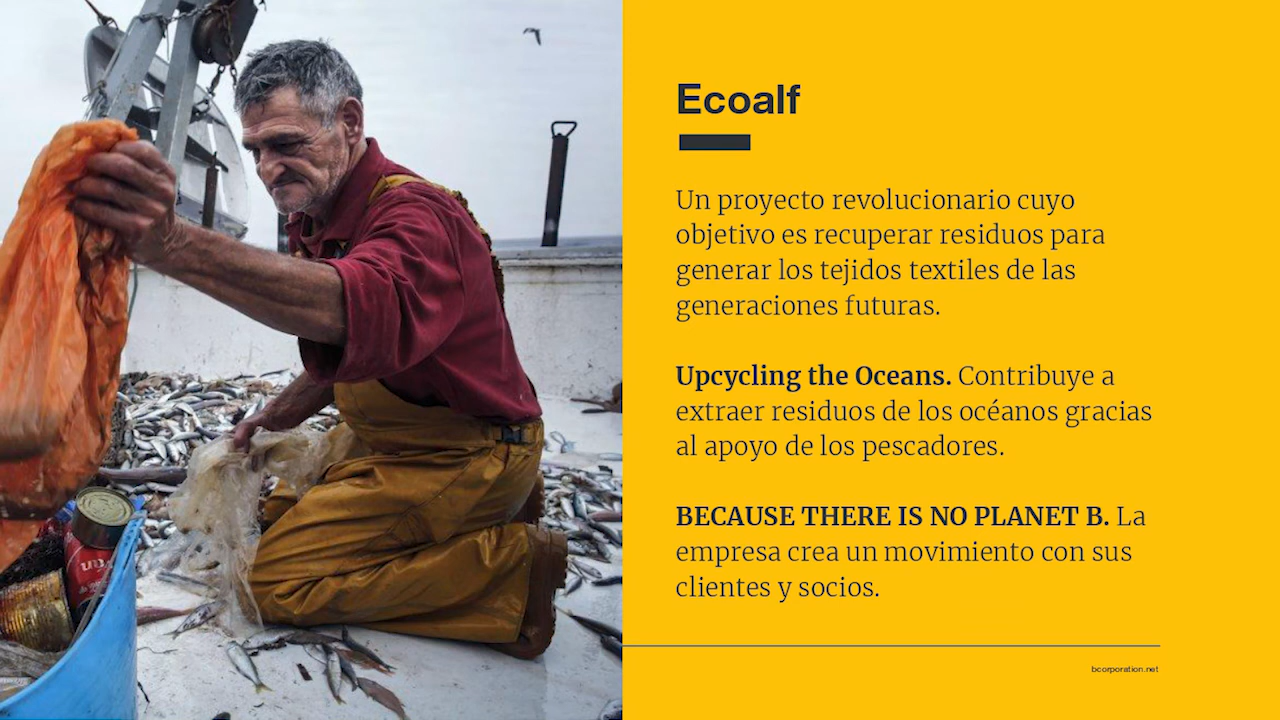 Ecoalf
Un proyecto revolucionario cuyo
objetivo es recuperar residuos para
generar los tejidos textiles de las
generaciones futuras.
Upcycling the Oceans. Contribuye a
extraer residuos de los océanos gracias
al apoyo de los pescadores.
BECAUSE THERE IS NO PLANET B. La
empresa crea un movimiento con sus
clientes y socios.
bcorporation.net